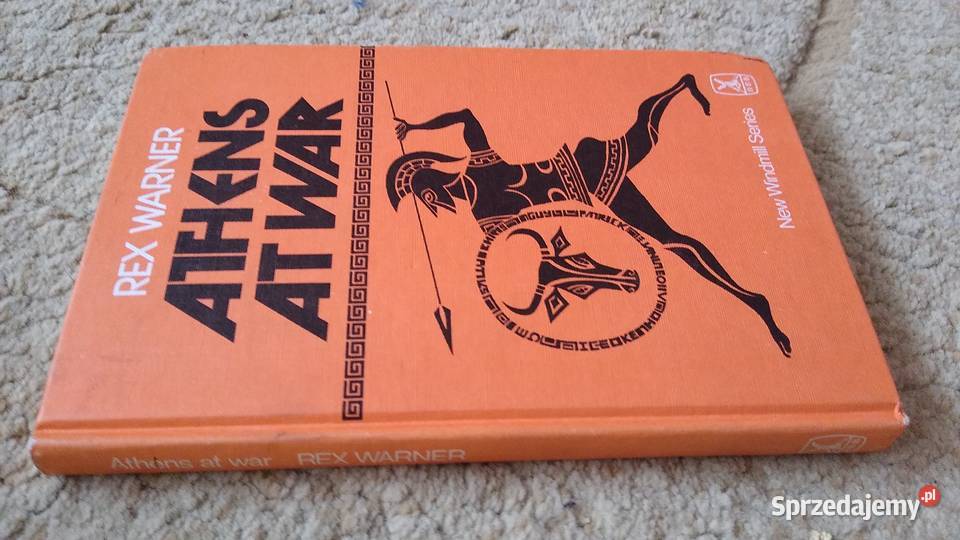 REX WARNER
ATHENS
AT WAR
New Windmill Series
Athens at war REX WARNER
Sprzedajemy.pl